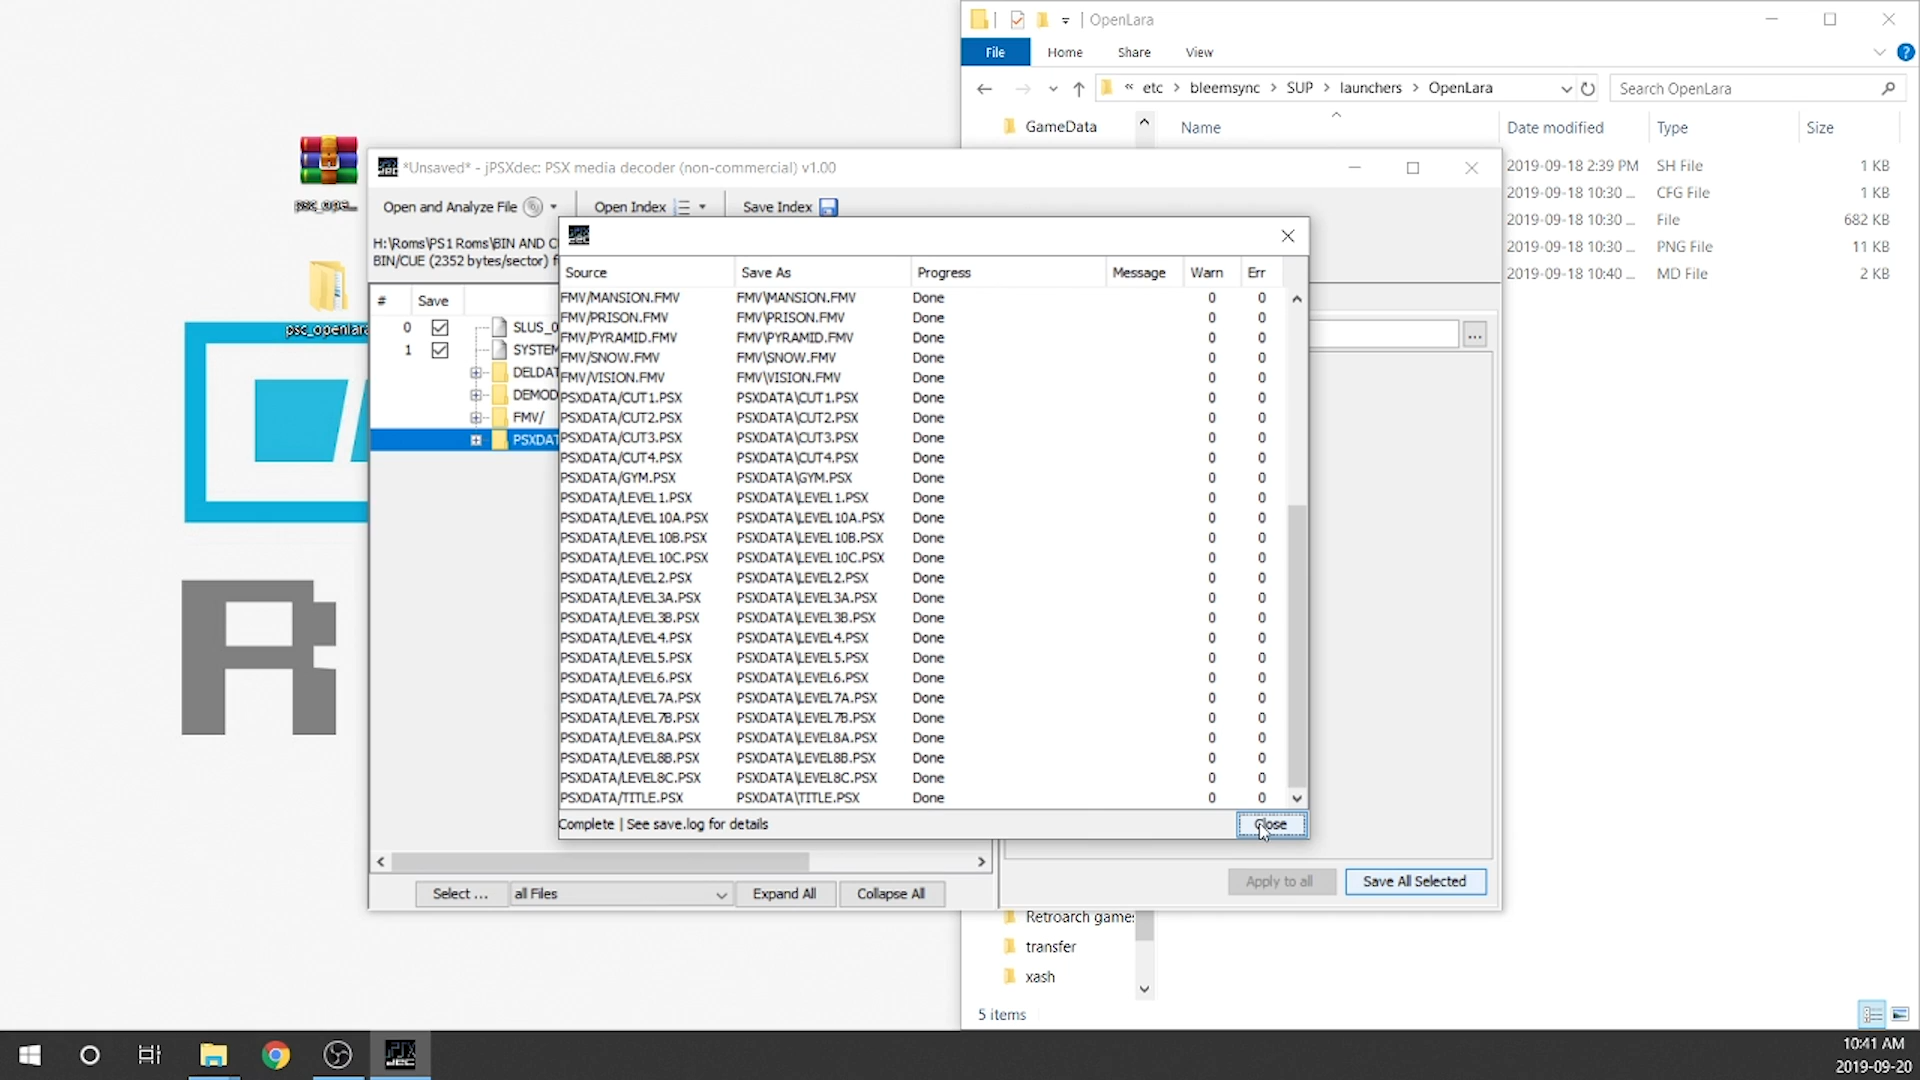 OpenLara
File
Home
Share
View
etc
bleemsync
SUP
launchers
OpenLara
Search OpenLara
GameData
Name
Date modified
Type
Size
2019-09-18 2:39 PM SH File 1 KB
2019-09-18 10:30 ... CFG File 1 KB
2019-09-18 10:30 ... File 682 KB
2019-09-18 10:30 ... PNG File 11 KB
2019-09-18 10:40 ... MD File 2 KB
psc_ope...
psc_openlara
*Unsaved* - jPSXdec: PSX media decoder (non-commercial) v1.00
Open and Analyze File
Open Index
Save Index
H:\Roms\PS1 Roms\BIN AND C
BIN/CUE (2352 bytes/sector) f
# Save
0 SLUS_0
1 SYSTEM
DELDAT
DEMOD
FMV/
PSXDAT
Source Save As Progress Message Warn Err
FMV/MANSION.FMV FMV\MANSION.FMV Done 0 0
FMV/PRISON.FMV FMV\PRISON.FMV Done 0 0
FMV/PYRAMID.FMV FMV\PYRAMID.FMV Done 0 0
FMV/SNOW.FMV FMV\SNOW.FMV Done 0 0
FMV/VISION.FMV FMV\VISION.FMV Done 0 0
PSXDATA/CUT1.PSX PSXDATA\CUT1.PSX Done 0 0
PSXDATA/CUT2.PSX PSXDATA\CUT2.PSX Done 0 0
PSXDATA/CUT3.PSX PSXDATA\CUT3.PSX Done 0 0
PSXDATA/CUT4.PSX PSXDATA\CUT4.PSX Done 0 0
PSXDATA/GYM.PSX PSXDATA\GYM.PSX Done 0 0
PSXDATA/LEVEL1.PSX PSXDATA\LEVEL1.PSX Done 0 0
PSXDATA/LEVEL10A.PSX PSXDATA\LEVEL10A.PSX Done 0 0
PSXDATA/LEVEL10B.PSX PSXDATA\LEVEL10B.PSX Done 0 0
PSXDATA/LEVEL10C.PSX PSXDATA\LEVEL10C.PSX Done 0 0
PSXDATA/LEVEL2.PSX PSXDATA\LEVEL2.PSX Done 0 0
PSXDATA/LEVEL3A.PSX PSXDATA\LEVEL3A.PSX Done 0 0
PSXDATA/LEVEL3B.PSX PSXDATA\LEVEL3B.PSX Done 0 0
PSXDATA/LEVEL4.PSX PSXDATA\LEVEL4.PSX Done 0 0
PSXDATA/LEVEL5.PSX PSXDATA\LEVEL5.PSX Done 0 0
PSXDATA/LEVEL6.PSX PSXDATA\LEVEL6.PSX Done 0 0
PSXDATA/LEVEL7A.PSX PSXDATA\LEVEL7A.PSX Done 0 0
PSXDATA/LEVEL7B.PSX PSXDATA\LEVEL7B.PSX Done 0 0
PSXDATA/LEVEL8A.PSX PSXDATA\LEVEL8A.PSX Done 0 0
PSXDATA/LEVEL8B.PSX PSXDATA\LEVEL8B.PSX Done 0 0
PSXDATA/LEVEL8C.PSX PSXDATA\LEVEL8C.PSX Done 0 0
PSXDATA/TITLE.PSX PSXDATA\TITLE.PSX Done 0 0
Complete | See save.log for details
Close
Select ...
all Files
Expand All
Collapse All
Apply to all
Save All Selected
Retroarch games
transfer
xash
5 items
10:41 AM
2019-09-20